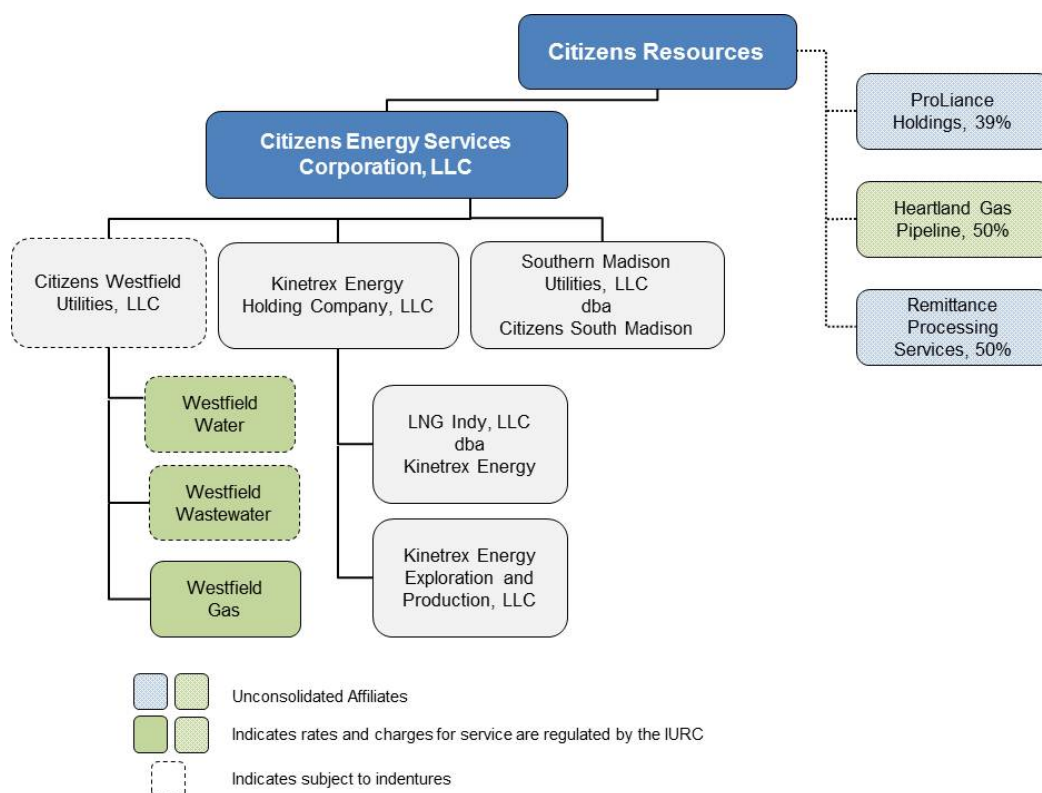 Citizens Resources
ProLiance
Holdings, 39%
Citizens Energy Services
Corporation, LLC
Heartland Gas
Pipeline, 50%
Citizens Westfield
Utilities, LLC
Kinetrex Energy
Holding Company, LLC
Southern Madison
Utilities, LLC
dba
Citizens South Madison
Remittance
Processing
Services, 50%
Westfield
Water
LNG Indy, LLC
dba
Kinetrex Energy
Westfield
Wastewater
Kinetrex Energy
Exploration and
Production, LLC
Westfield
Gas
Unconsolidated Affiliates
Indicates rates and charges for service are regulated by the IURC
Indicates subject to indentures